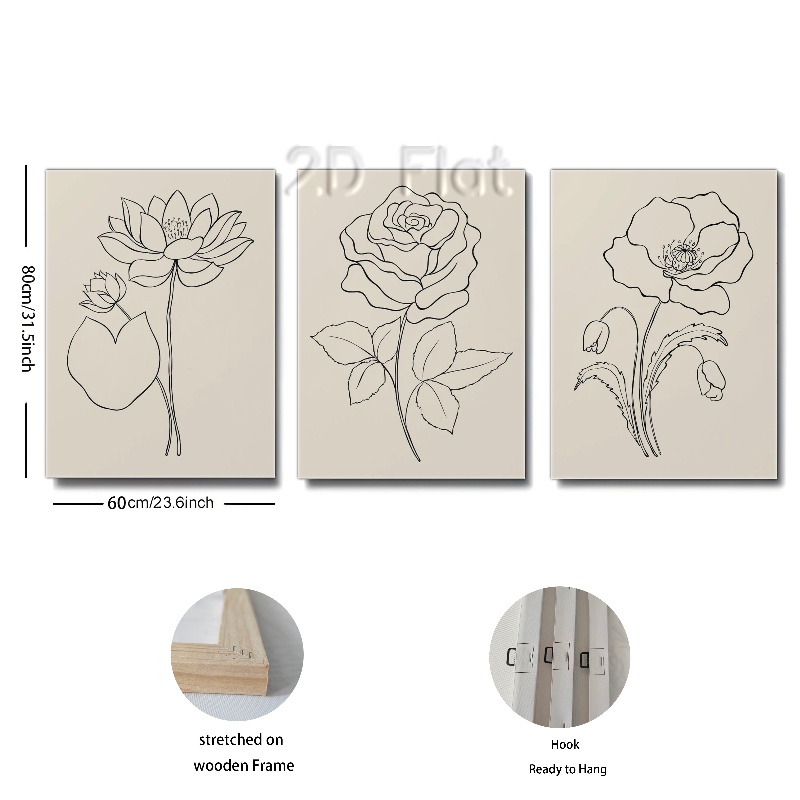 2D Flat
80cm/31.5inch
60cm/23.6inch
stretched on
wooden Frame
Hook
Ready to Hang